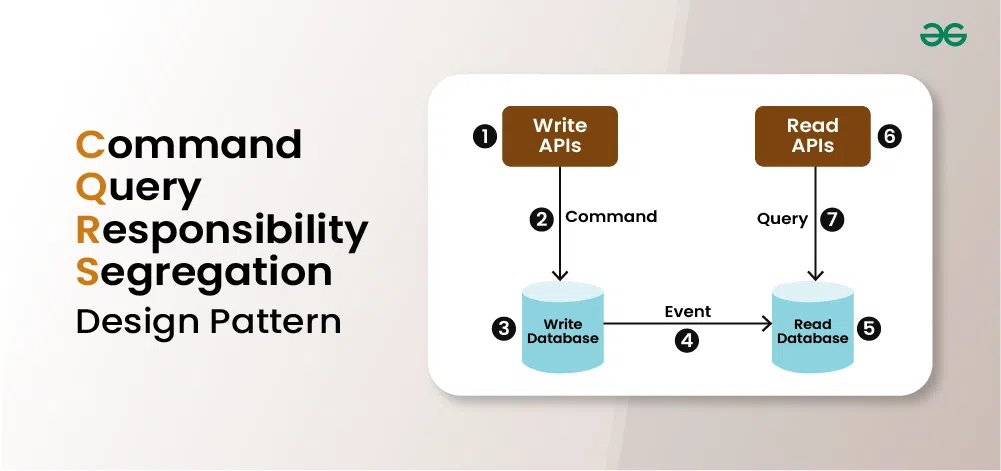 Command
Query
Responsibility
Segregation
Design Pattern
1
Write
APIs
Read
APIs
6
2
Command
Query
7
3
Write
Database
Event
4
Read
Database
5